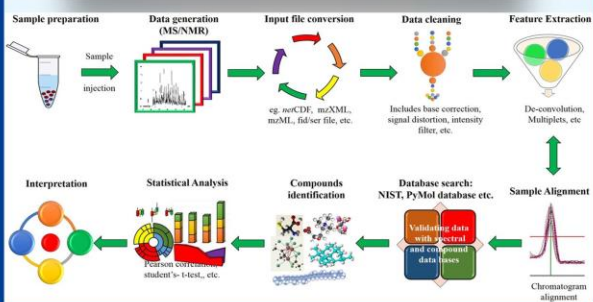 Sample preparation
Data generation
(MS/NMR)
Input file conversion
Data cleaning
Feature Extraction
Sample
injection
eg. netCDF, mzXML,
mzML, fid/ser file, etc.
Includes base correction,
signal distortion, intensity
filter, etc.
De-convolution,
Multiplets, etc
Interpretation
Statistical Analysis
Compounds
identification
Database search:
NIST, PyMol database etc.
Sample Alignment
Validating data
with spectral
and compound
data bases
Pearson
student's- t-test,, etc.
Chromatogram
alignment